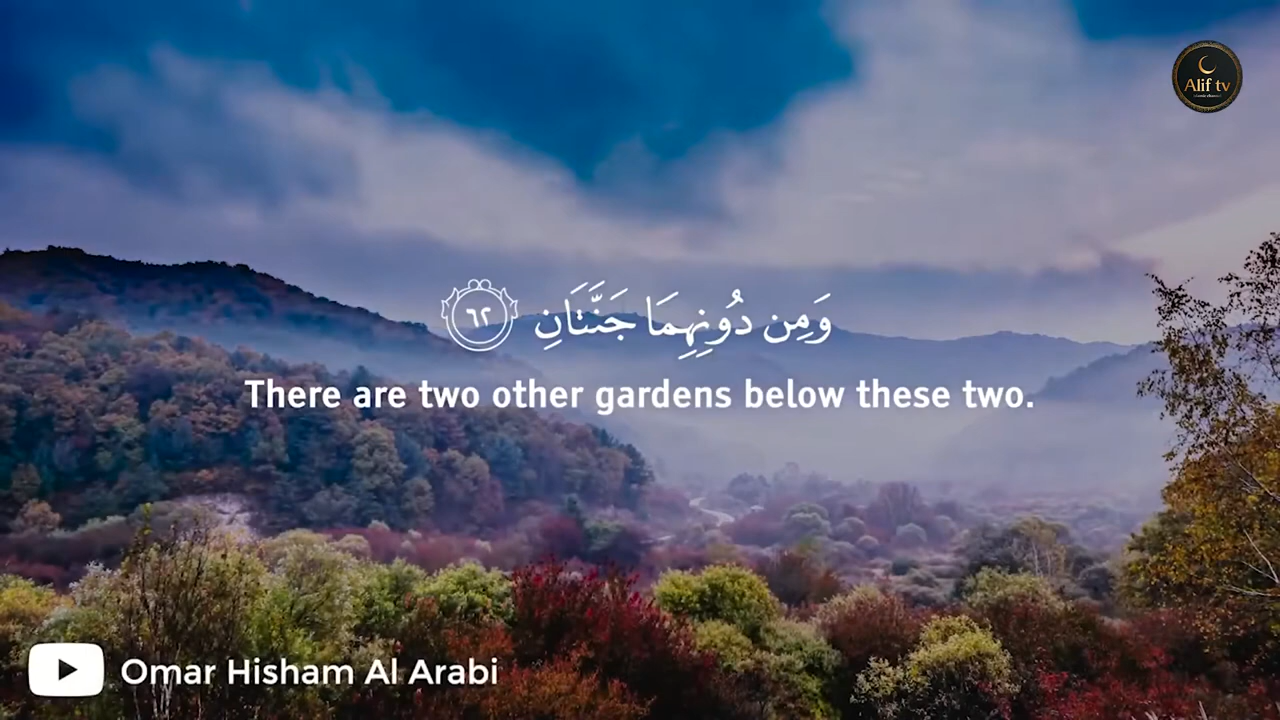 Alif tv
وَمِن دُونِهِمَا جَنَّتَانِ ٦٢
There are two other gardens below these two.
Omar Hisham Al Arabi